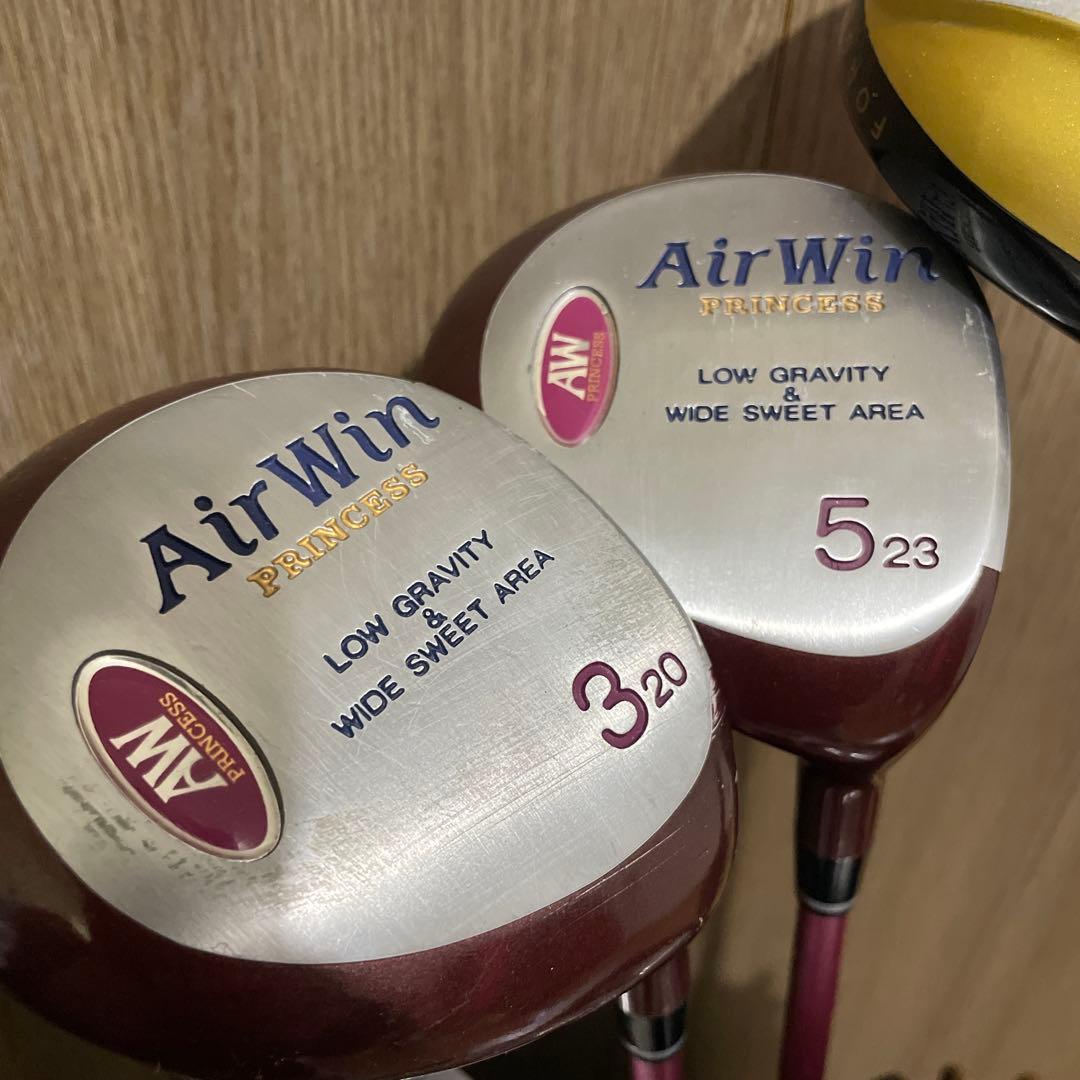 AirWin
PRINCESS
LOW GRAVITY
&
WIDE SWEET AREA
3 20
AW
PRINCESS
AirWin
PRINCESS
AW
PRINCESS
LOW GRAVITY
&
WIDE SWEET AREA
5 23